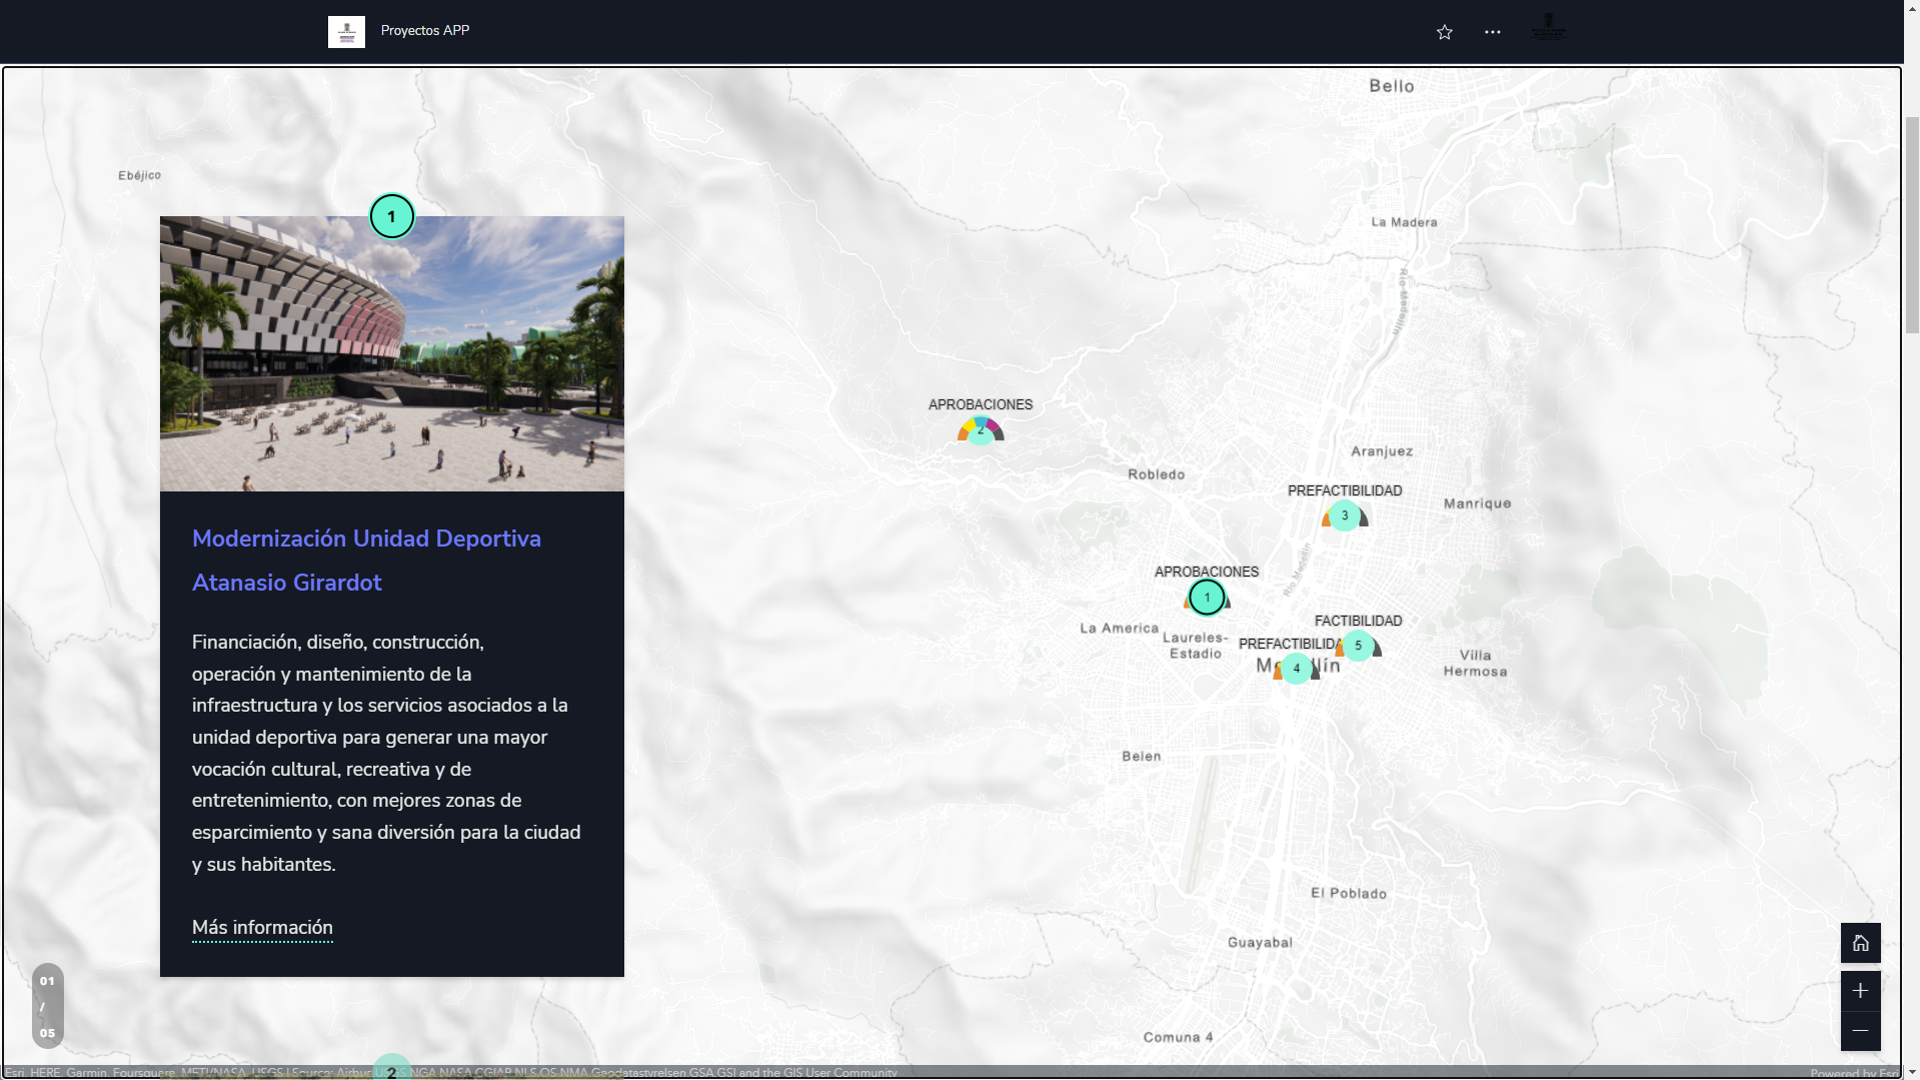 Proyectos APP
Bello
Ebéjico
1
La Madera
Río Medellín
APROBACIONES
2
Aranjuez
Robledo
PREFACTIBILIDAD
3
Manrique
Modernización Unidad Deportiva
Atanasio Girardot
Río Medellín
APROBACIONES
1
La America
Laureles-
Estadio
FACTIBILIDAD
5
PREFACTIBILIDA
4
Villa
Hermosa
Financiación, diseño, construcción,
operación y mantenimiento de la
infraestructura y los servicios asociados a la
unidad deportiva para generar una mayor
vocación cultural, recreativa y de
entretenimiento, con mejores zonas de
esparcimiento y sana diversión para la ciudad
y sus habitantes.
Belen
El Poblado
Más información
Guayabal
01
/
05
Comuna 4
2
Esri, HERE, Garmin, Foursquare, METI/NASA, USGS | Source: Airbus, USGS, NGA, NASA, CGIAR, NLS, OS, NMA, Geodatastyrelsen, GSA, GSI and the GIS User Community
Powered by Esri